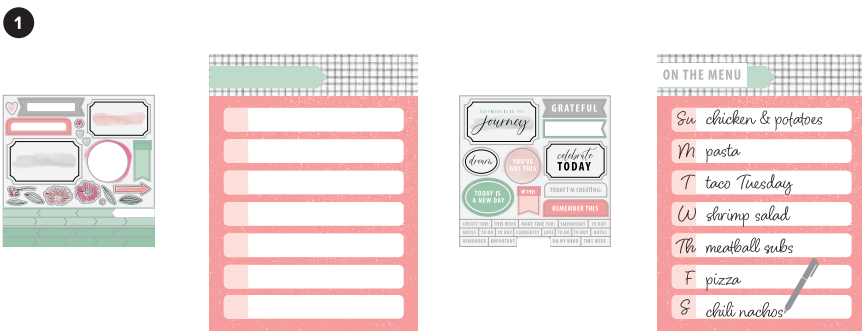 1
HAPPINESS IS ON THE
Journey
GRATEFUL
dream
YOU'VE
GOT THIS
celebrate
TODAY
TODAY IS
A NEW DAY
TODAY I'M CREATING:
REMEMBER THIS
CREATE THIS: THIS WEEK MAKE TIME FOR: IMPORTANT TO BUY
NOTES TO DO TO BUY CURRENTLY LOVE TO DO TO BUY NOTES
REMEMBER IMPORTANT ON MY MIND THIS WEEK
ON THE MENU
Su chicken & potatoes
M pasta
T taco Tuesday
W shrimp salad
Th meatball subs
F pizza
S chili nachos